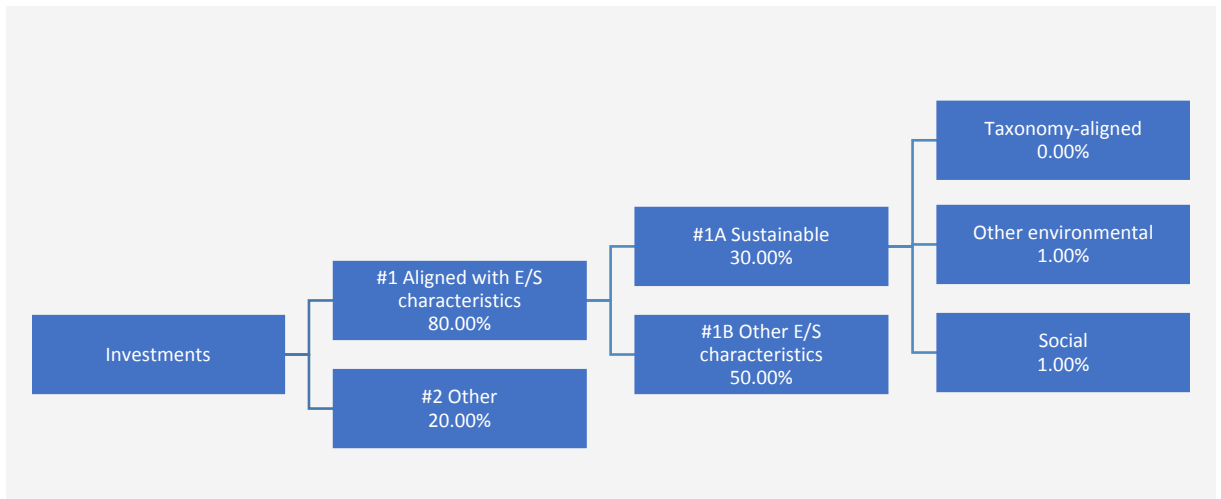 Investments
#1 Aligned with E/S
characteristics
80.00%
#2 Other
20.00%
#1A Sustainable
30.00%
#1B Other E/S
characteristics
50.00%
Taxonomy-aligned
0.00%
Other environmental
1.00%
Social
1.00%